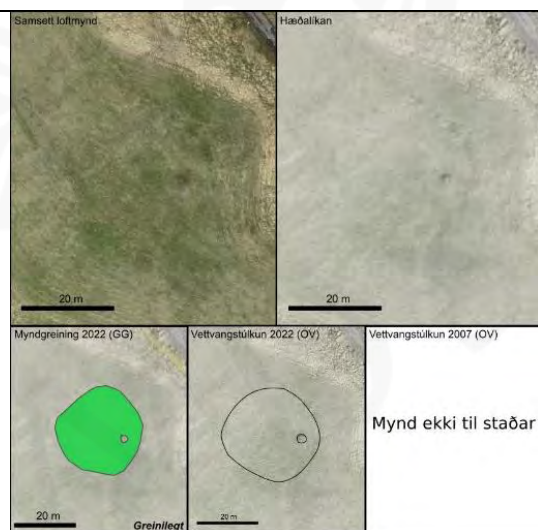 Samsett loftmynd
Hæðalíkan
20 m
20 m
Myndgreining 2022 (GG)
Vettvangstúlkun 2022 (OV)
Vettvangstúlkun 2007 (OV)
Mynd ekki til staðar
20 m
Greinilegt
20 m